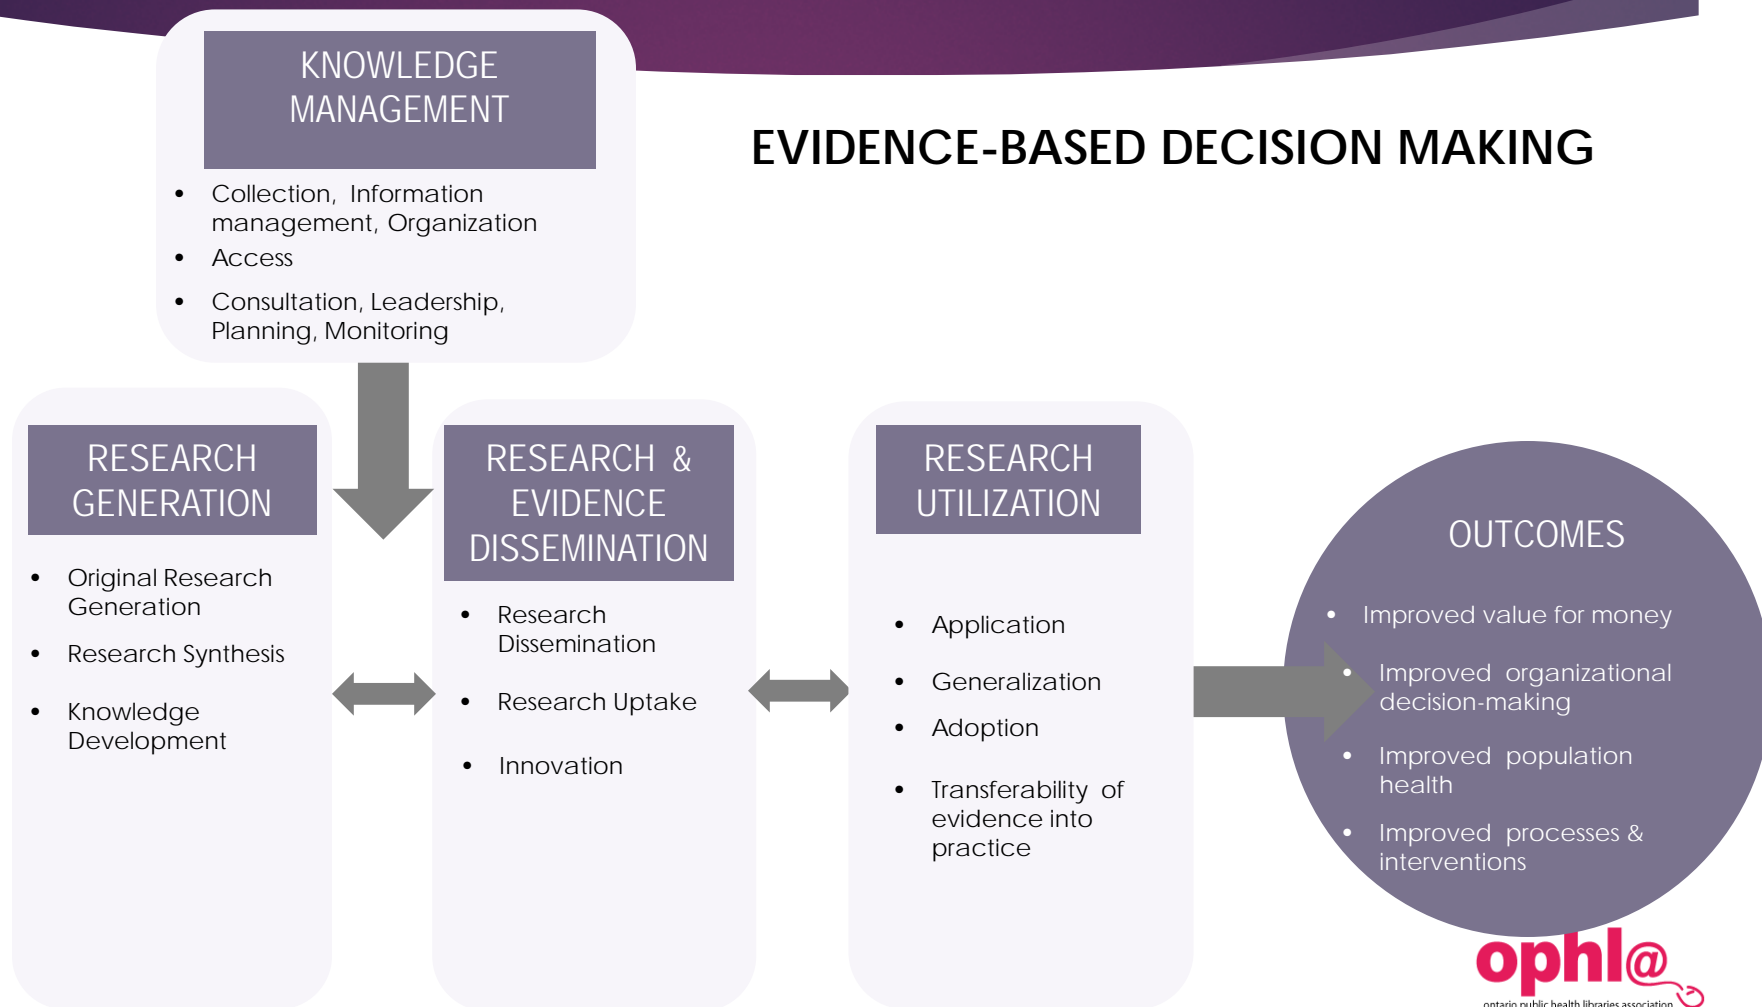 KNOWLEDGE
MANAGEMENT
• Collection, Information
management, Organization
• Access
• Consultation, Leadership,
Planning, Monitoring
EVIDENCE-BASED DECISION MAKING
RESEARCH
GENERATION
• Original Research
Generation
• Research Synthesis
• Knowledge
Development
RESEARCH &
EVIDENCE
DISSEMINATION
• Research
Dissemination
• Research Uptake
• Innovation
RESEARCH
UTILIZATION
• Application
• Generalization
• Adoption
• Transferability of
evidence into
practice
OUTCOMES
• Improved value for money
• Improved organizational
decision-making
• Improved population
health
• Improved processes &
interventions
ophl@
ontario public health libraries association